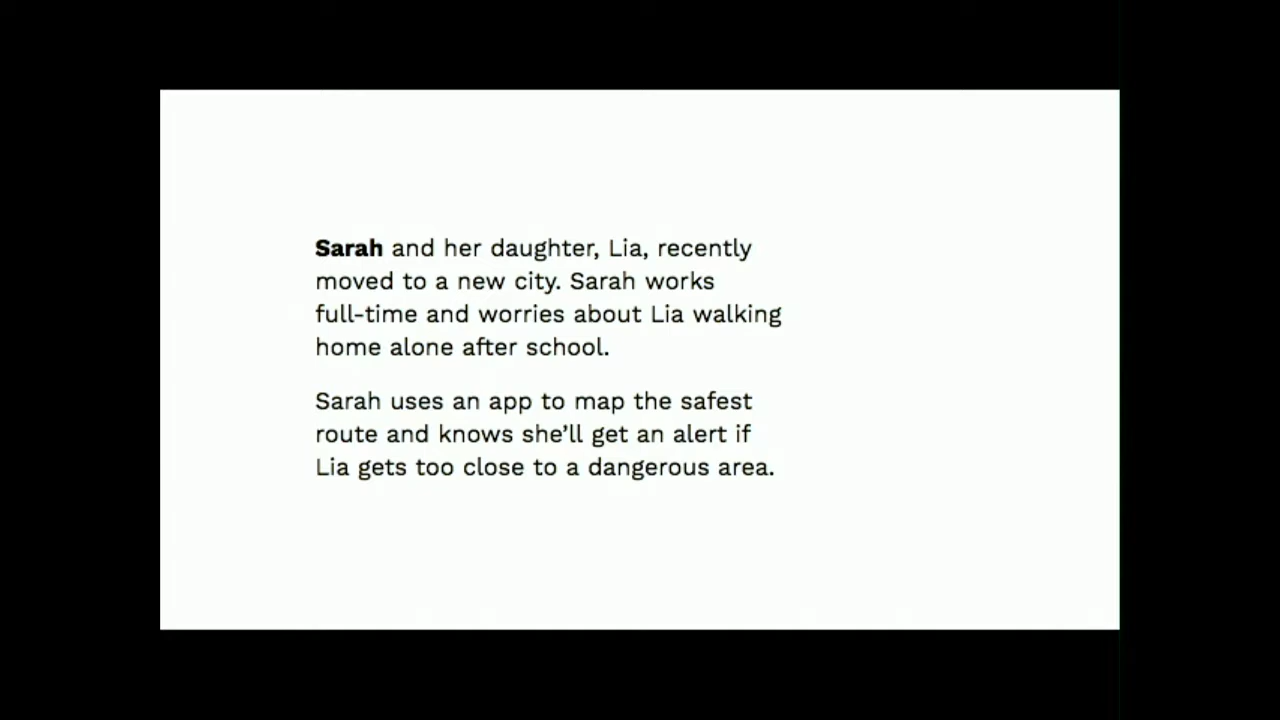 Sarah and her daughter, Lia, recently
moved to a new city. Sarah works
full-time and worries about Lia walking
home alone after school.
Sarah uses an app to map the safest
route and knows she’ll get an alert if
Lia gets too close to a dangerous area.